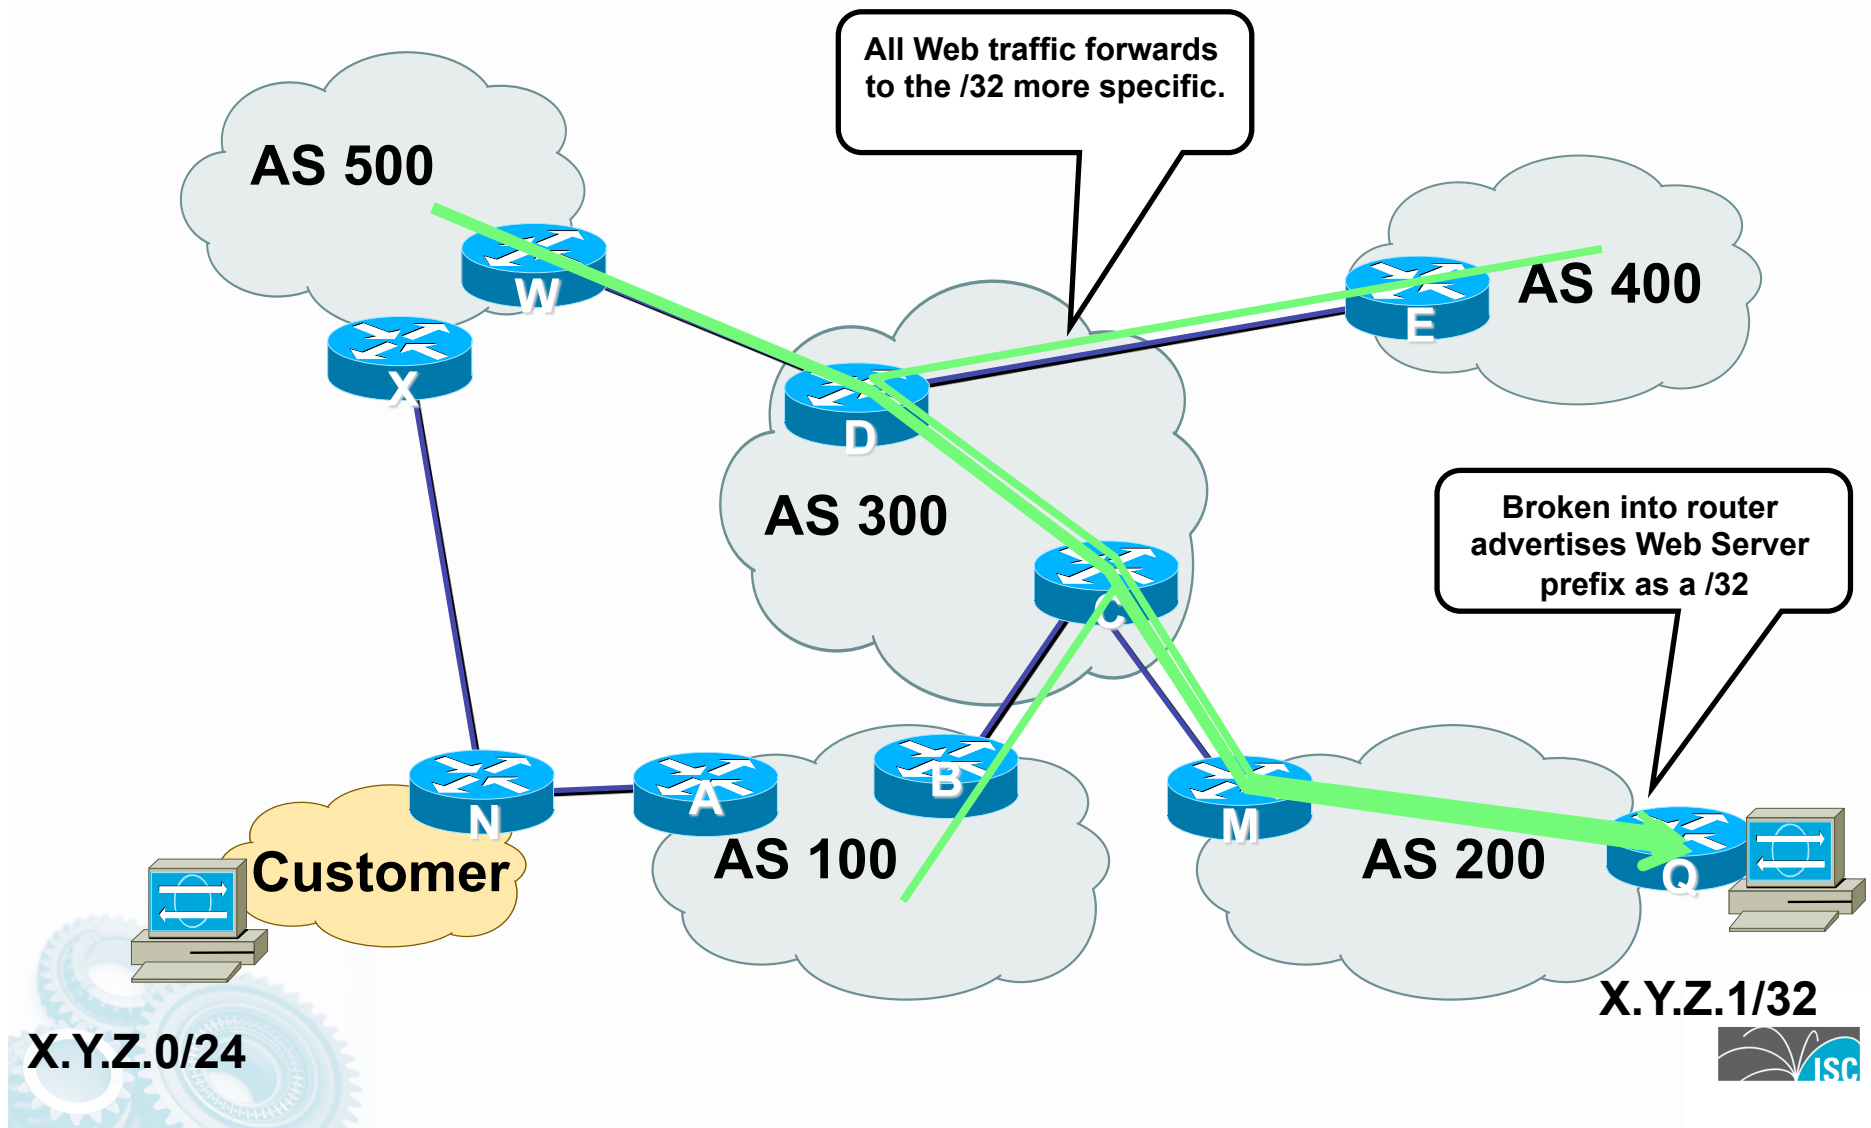 All Web traffic forwards
to the /32 more specific.
AS 500
W
X
AS 400
E
D
AS 300
C
Broken into router
advertises Web Server
prefix as a /32
N
A
B
M
Q
Customer
AS 100
AS 200
X.Y.Z.1/32
X.Y.Z.0/24
ISC